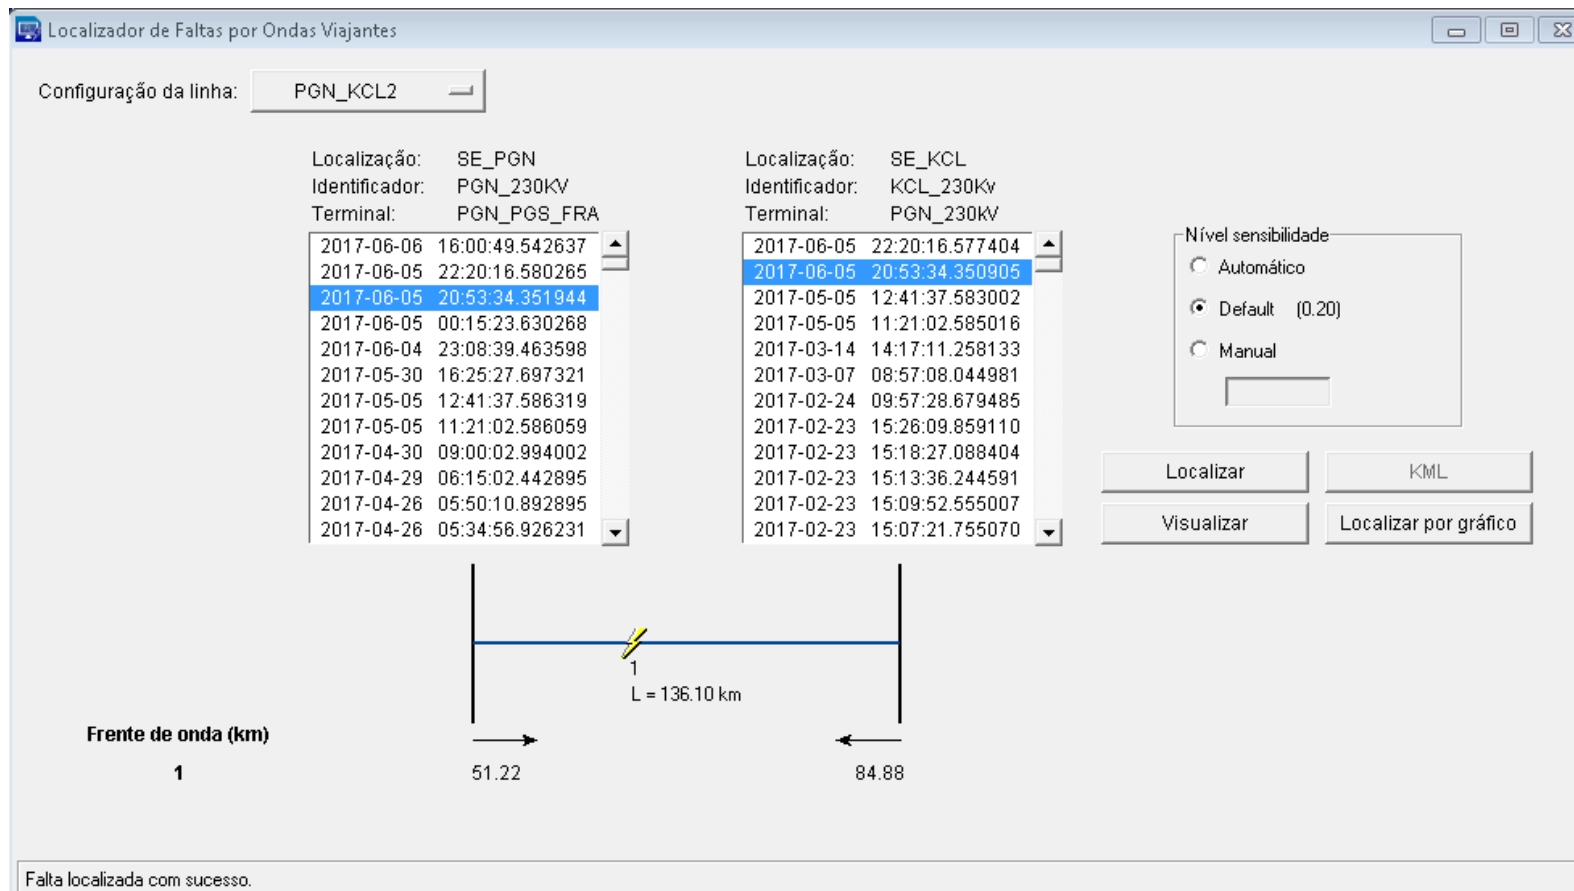 Localizador de Faltas por Ondas Viajantes
Configuração da linha: PGN_KCL2
Localização: SE_PGN
Identificador: PGN_230KV
Terminal: PGN_PGS_FRA
2017-06-06 16:00:49.542637
2017-06-05 22:20:16.580265
2017-06-05 20:53:34.351944
2017-06-05 00:15:23.630268
2017-06-04 23:08:39.463598
2017-05-30 16:25:27.697321
2017-05-05 12:41:37.586319
2017-05-05 11:21:02.586059
2017-04-30 09:00:02.994002
2017-04-29 06:15:02.442895
2017-04-26 05:50:10.892895
2017-04-26 05:34:56.926231
Localização: SE_KCL
Identificador: KCL_230Kv
Terminal: PGN_230kV
2017-06-05 22:20:16.577404
2017-06-05 20:53:34.350905
2017-05-05 12:41:37.583002
2017-05-05 11:21:02.585016
2017-03-14 14:17:11.258133
2017-03-07 08:57:08.044981
2017-02-24 09:57:28.679485
2017-02-23 15:26:09.859110
2017-02-23 15:18:27.088404
2017-02-23 15:13:36.244591
2017-02-23 15:09:52.555007
2017-02-23 15:07:21.755070
Nível sensibilidade
Automático
Default (0.20)
Manual
Localizar KML
Visualizar Localizar por gráfico
1
L = 136.10 km
Frente de onda (km)
1 51.22 84.88
Falta localizada com sucesso.